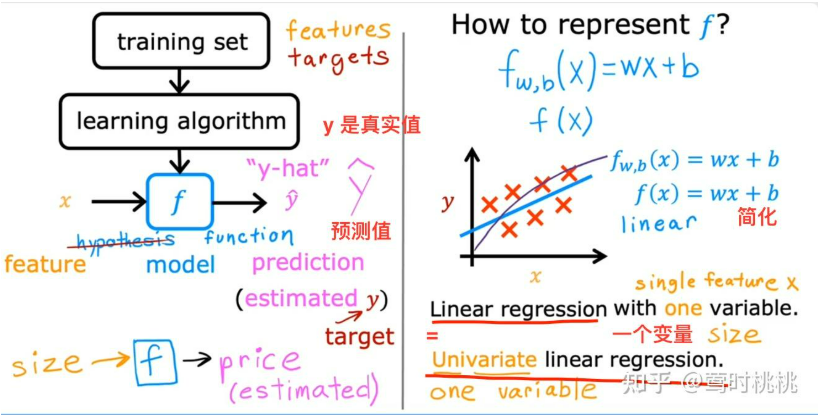 training set
features
targets
learning algorithm
y 是真实值
"y-hat"
x
f
ŷ
ŷ
预测值
hypothesis
function
feature
model
prediction
(estimated y)
target
size → f → price
(estimated)
How to represent f?
f_{w,b}(x)=wx+b
f(x)
y
x
f_{w,b}(x) = wx + b
f(x) = wx + b
linear
简化
single feature x
Linear regression with one variable.
=
一个变量
size
Univariate linear regression.
one variable
知乎 @莺时桃桃